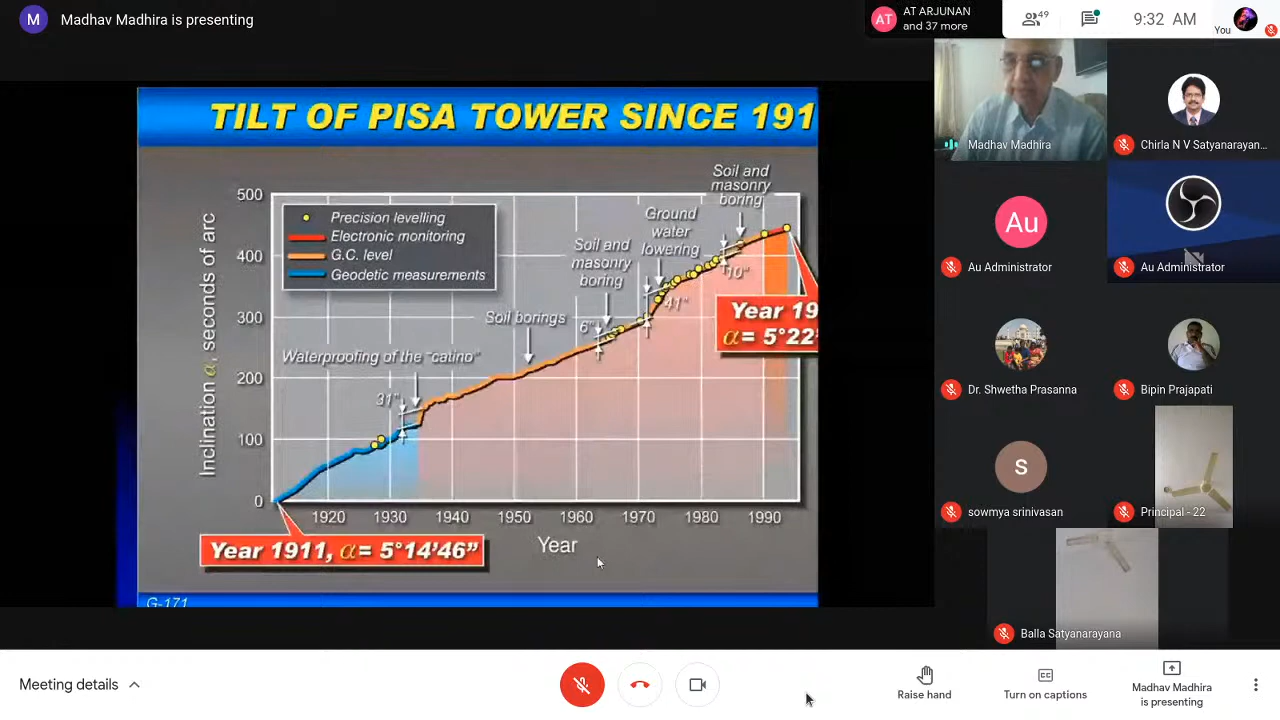 M
Madhav Madhira is presenting
AT
AT ARJUNAN
and 37 more
49
9:32 AM
You
TILT OF PISA TOWER SINCE 191
500
400
300
200
100
0
Inclination α, seconds of arc
Precision levelling
Electronic monitoring
G.C. level
Geodetic measurements
Soil and
masonry
boring
Ground
water
lowering
Soil and
masonry
boring
Soil borings
Waterproofing of the "catino"
31"
6"
41"
10"
Year 19
α= 5°22'
1920 1930 1940 1950 1960 1970 1980 1990
Year
Year 1911, α= 5°14'46"
G-171
Madhav Madhira
Chirla N V Satyanarayan...
Au
Au Administrator
Au Administrator
Dr. Shwetha Prasanna
Bipin Prajapati
S
sowmya srinivasan
Principal - 22
Balla Satyanarayana
Meeting details
Raise hand
CC
Turn on captions
Madhav Madhira
is presenting